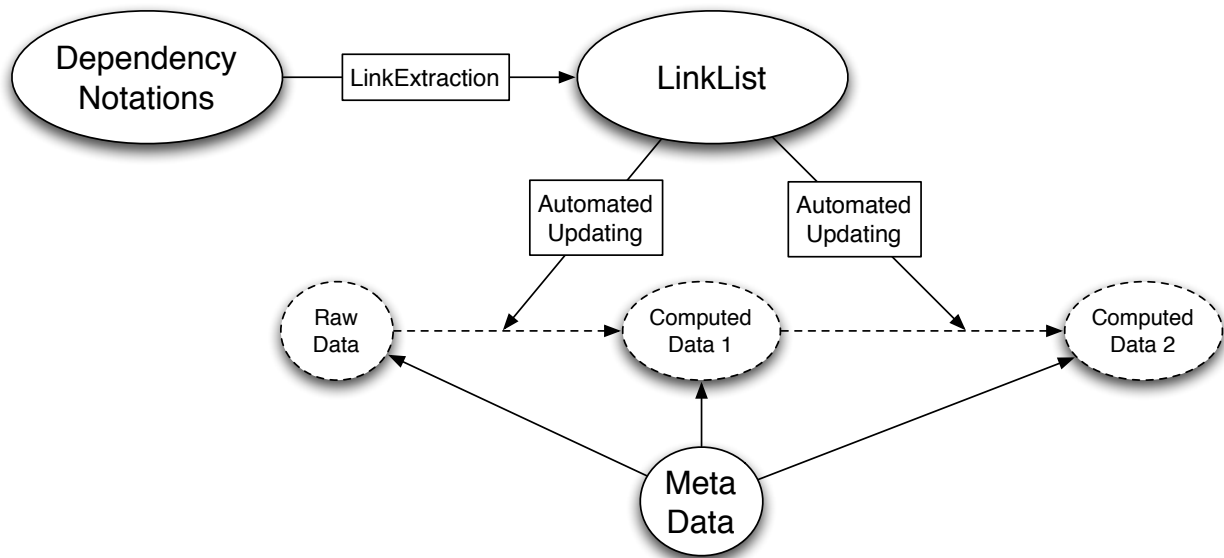 Dependency
Notations
LinkExtraction
LinkList
Automated
Updating
Automated
Updating
Raw
Data
Computed
Data 1
Computed
Data 2
Meta
Data